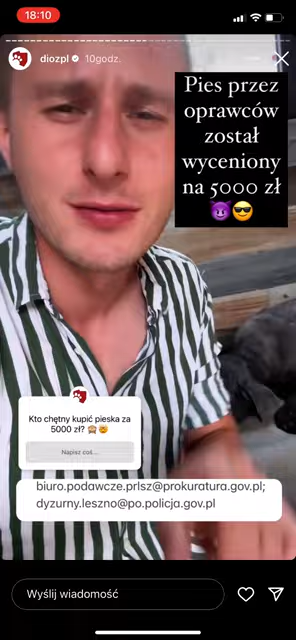 18:10
diozpl 10godz.
Pies przez
oprawców
został
wyceniony
na 5000 zł
😈😎
Kto chętny kupić pieska za
5000 zł? 🙈🤯
Napisz coś...
biuro.podawcze.prlsz@prokuratura.gov.pl;
dyzurny.leszno@po.policja.gov.pl
Wyślij wiadomość